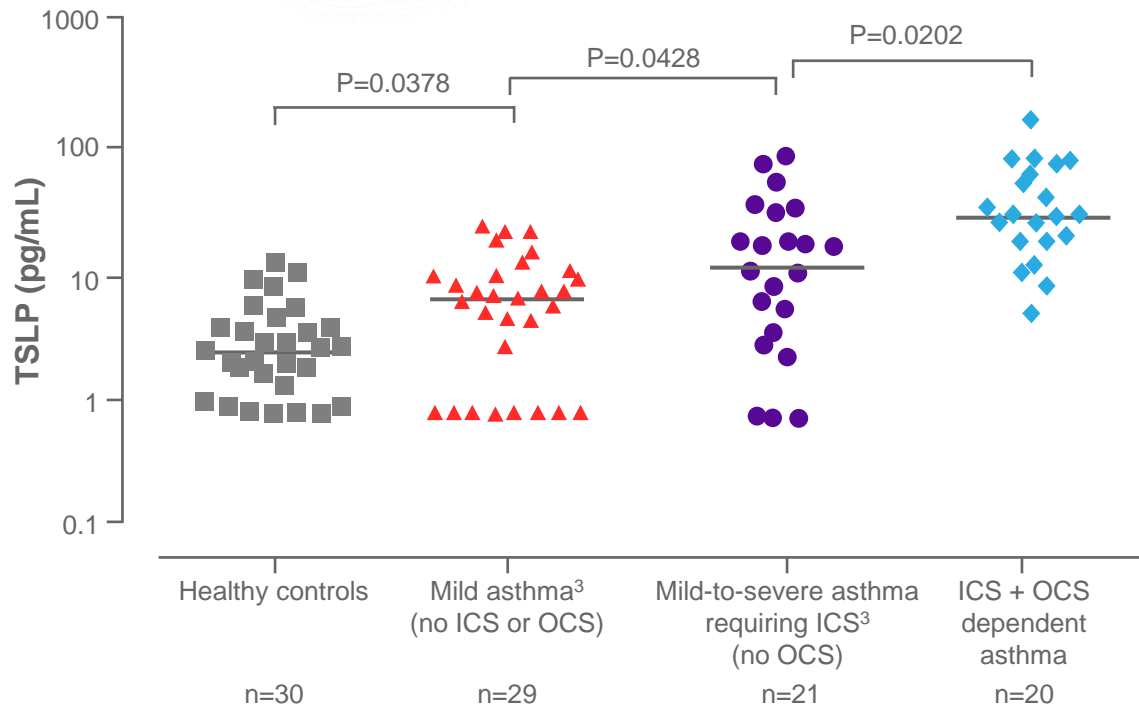 1000
100
10
1
0.1
TSLP (pg/mL)
P=0.0378
P=0.0428
P=0.0202
Healthy controls
Mild asthma³
(no ICS or OCS)
Mild-to-severe asthma
requiring ICS³
(no OCS)
ICS + OCS
dependent
asthma
n=30
n=29
n=21
n=20